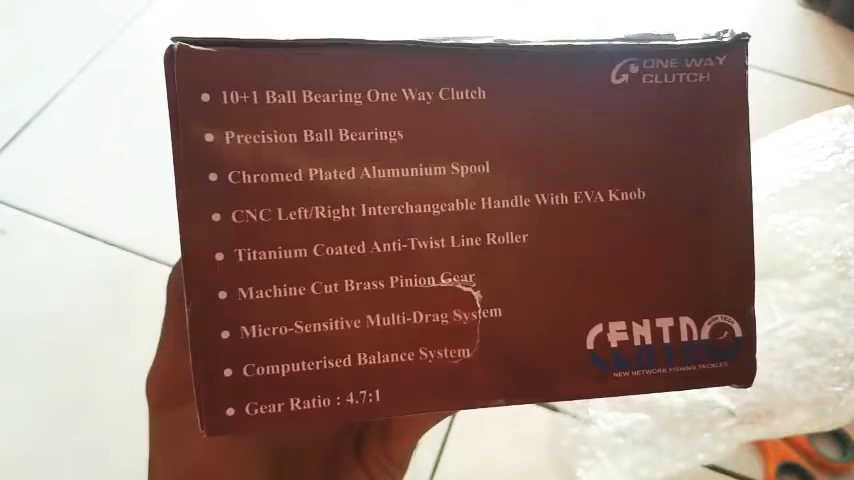 ONE WAY
CLUTCH
• 10+1 Ball Bearing One Way Clutch
• Precision Ball Bearings
• Chromed Plated Alumunium Spool
• CNC Left/Right Interchangeable Handle With EVA Knob
• Titanium Coated Anti-Twist Line Roller
• Machine Cut Brass Pinion Gear
• Micro-Sensitive Multi-Drag System
• Computerised Balance System
• Gear Ratio : 4.7:1
CENTRO
NEW NETWORK FISHING TACKLES